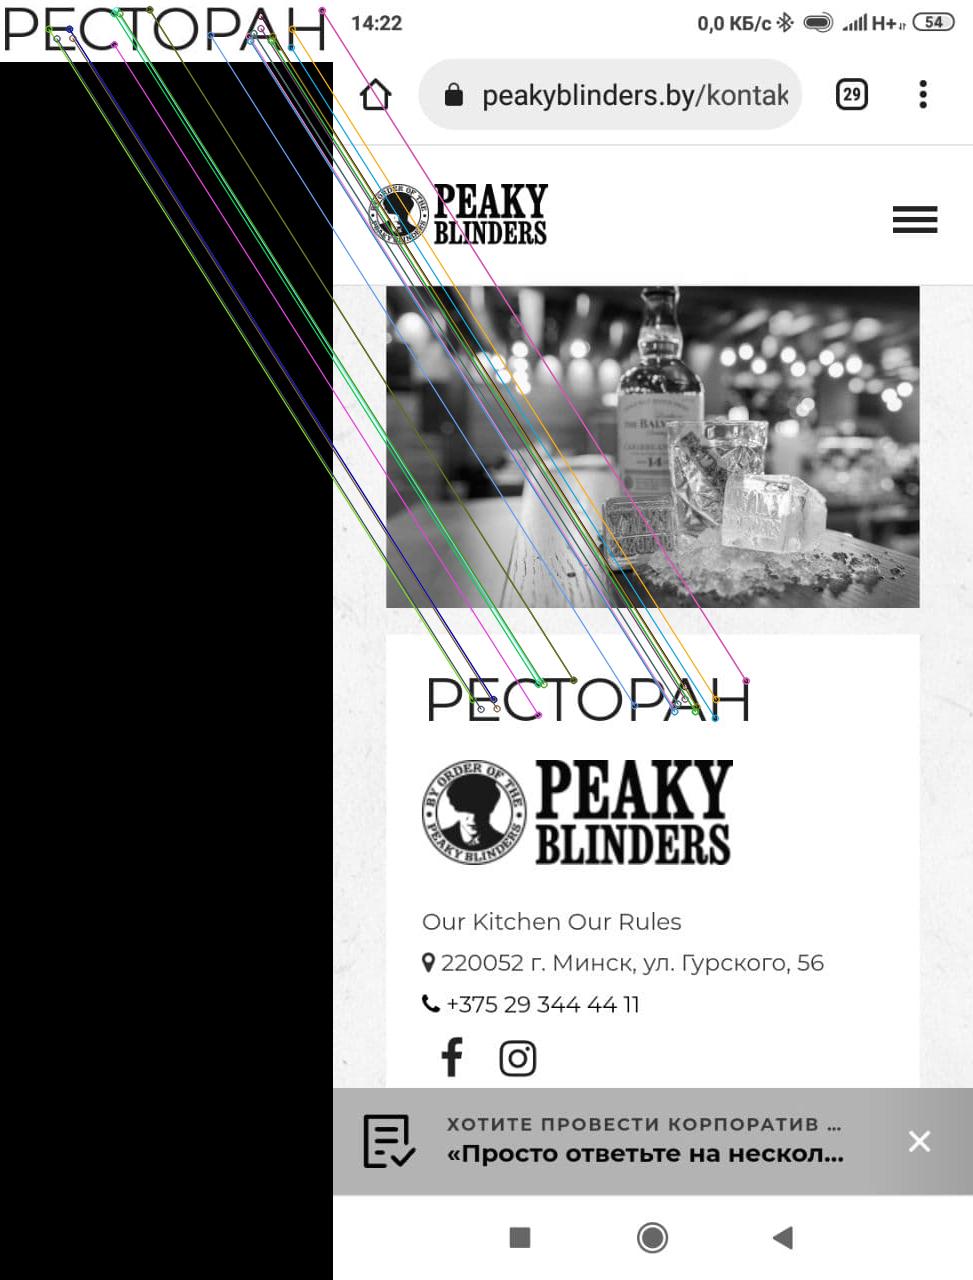 РЕСТОРАН
14:22
0,0 КБ/с H+ 54
peakyblinders.by/kontak
29
BY ORDER OF THE PEAKY BLINDERS
PEAKY
BLINDERS
THE BALV
14
РЕСТОРАН
BY ORDER OF THE PEAKY BLINDERS
PEAKY
BLINDERS
Our Kitchen Our Rules
220052 г. Минск, ул. Гурского, 56
+375 29 344 44 11
ХОТИТЕ ПРОВЕСТИ КОРПОРАТИВ ...
«Просто ответьте на нескол...